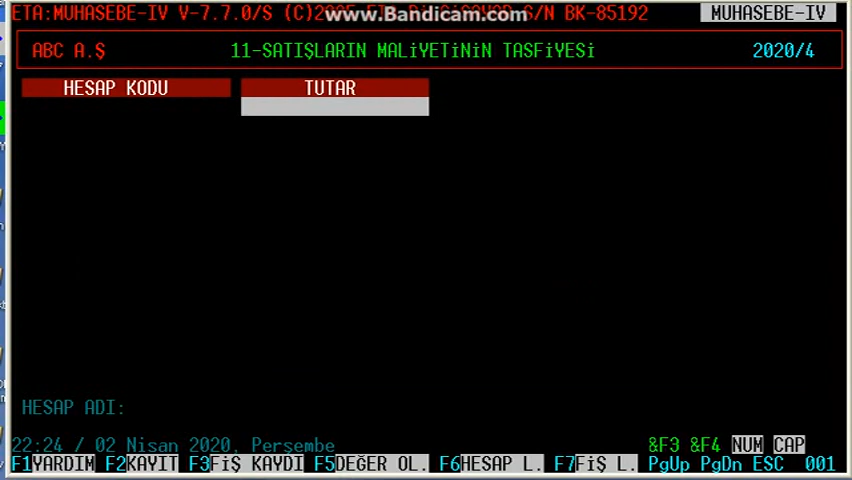 ETA:MUHASEBE-IV V-7.7.0/S (C) www.Bandicam.com S/N BK-85192 MUHASEBE-IV
ABC A.Ş 11-SATIŞLARIN MALİYETİNİN TASFİYESİ 2020/4
HESAP KODU TUTAR
HESAP ADI:
22:24 / 02 Nisan 2020, Perşembe &F3 &F4 NUM CAP
F1YARDIM F2KAYIT F3FİŞ KAYDI F5DEĞER OL. F6HESAP L. F7FİŞ L. PgUp PgDn ESC 001